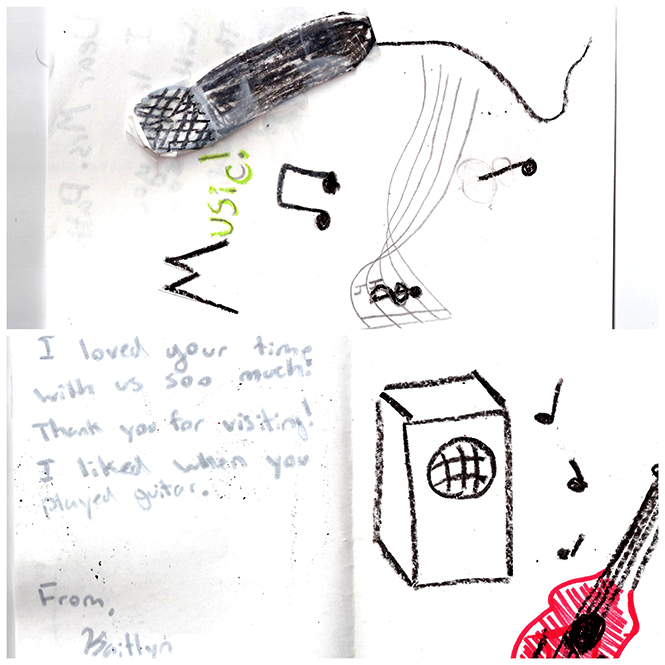 Music!
I loved your time
with us soo much!
Thank you for visiting!
I liked when you
played guitar.
From,
Kaitlyn